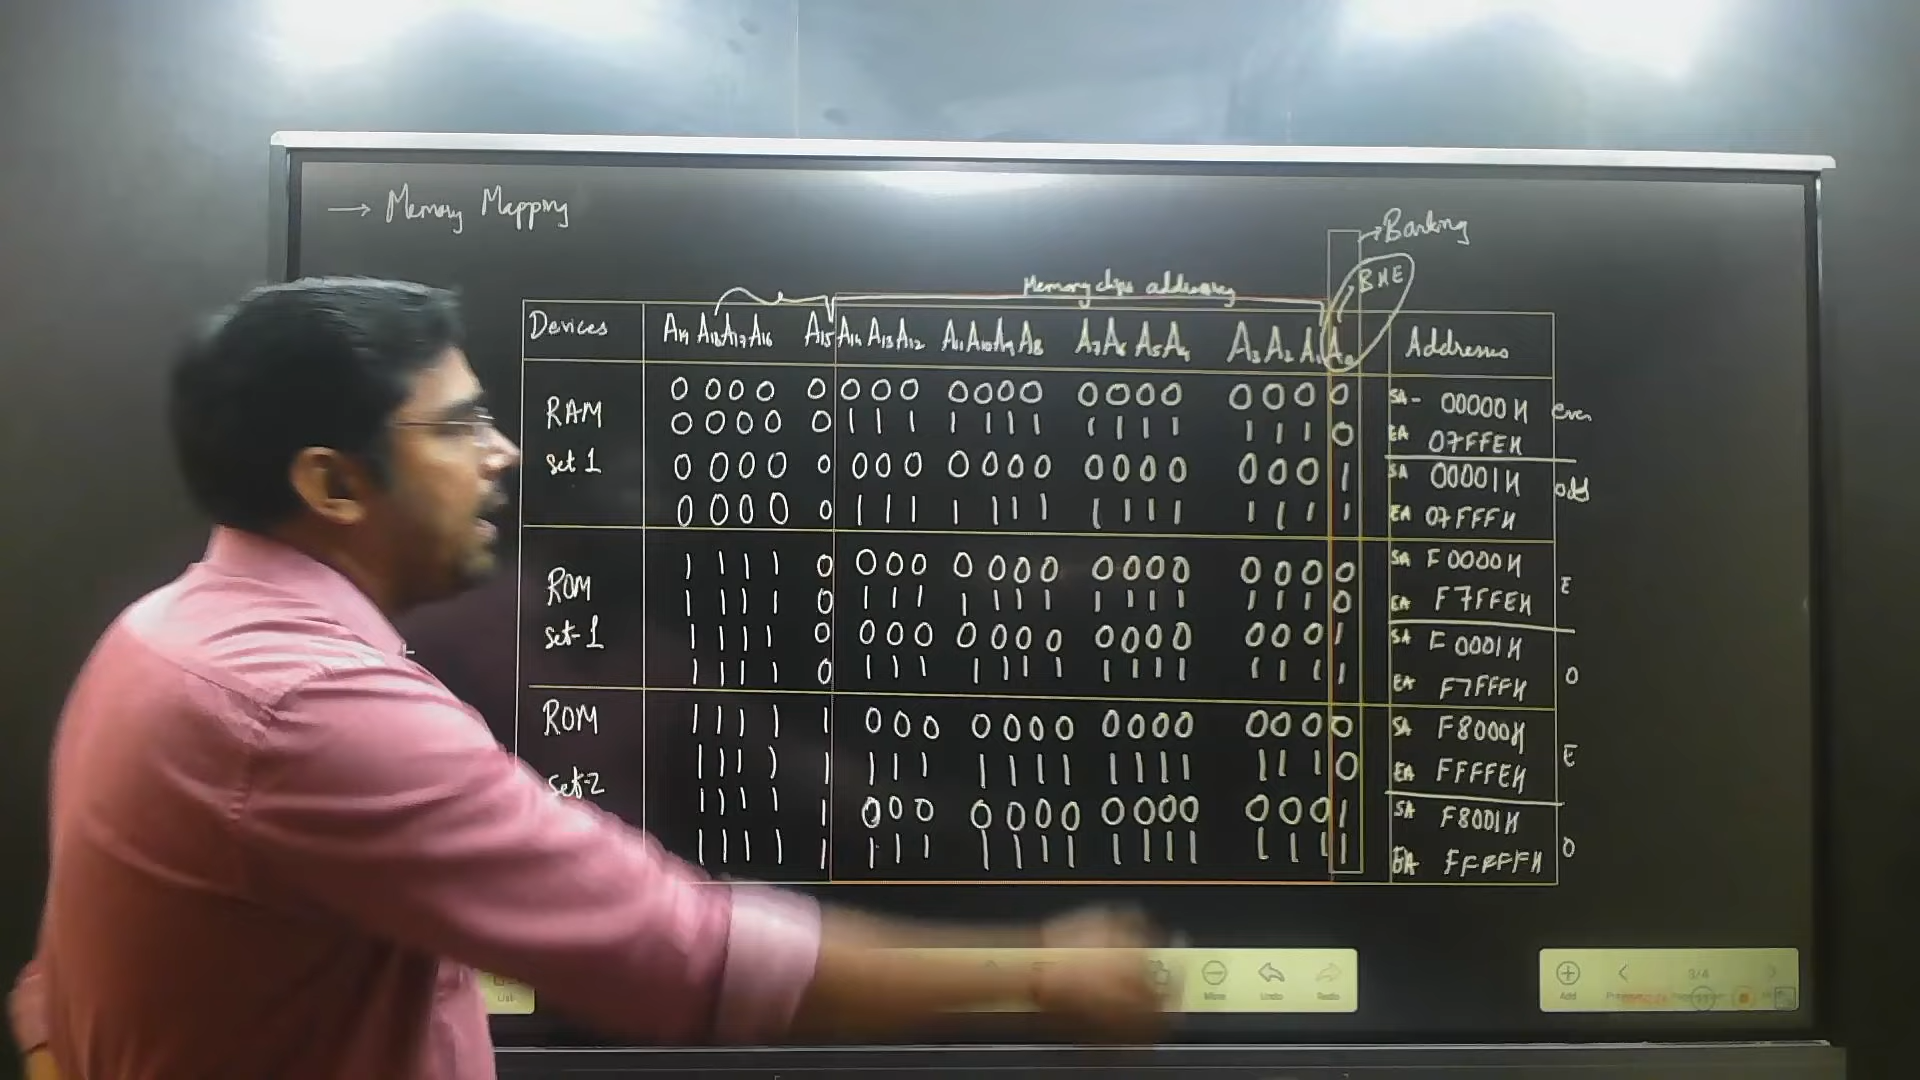 → Memory Mapping
→ Banking
Memory chips addressing
BHE
Devices A19 A18 A17 A16 A15 A14 A13 A12 A11 A10 A9 A8 A7 A6 A5 A4 A3 A2 A1 A0 Addresses
RAM
set 1
0 0 0 0 0 0 0 0 0 0 0 0 0 0 0 0 0 0 0 0 SA - 00000H even
0 0 0 0 0 1 1 1 1 1 1 1 1 1 1 1 1 1 1 0 EA 07FFEH
0 0 0 0 0 0 0 0 0 0 0 0 0 0 0 0 0 0 0 1 SA 00001H odd
0 0 0 0 0 1 1 1 1 1 1 1 1 1 1 1 1 1 1 1 EA 07FFFH
ROM
set-1
1 1 1 1 0 0 0 0 0 0 0 0 0 0 0 0 0 0 0 0 SA F0000H E
1 1 1 1 0 1 1 1 1 1 1 1 1 1 1 1 1 1 1 0 EA F7FFEH
1 1 1 1 0 0 0 0 0 0 0 0 0 0 0 0 0 0 0 1 SA F0001H
1 1 1 1 0 1 1 1 1 1 1 1 1 1 1 1 1 1 1 1 EA F7FFFH O
ROM
set-2
1 1 1 1 1 0 0 0 0 0 0 0 0 0 0 0 0 0 0 0 SA F8000H
1 1 1 1 1 1 1 1 1 1 1 1 1 1 1 1 1 1 1 0 EA FFFFEH E
1 1 1 1 1 0 0 0 0 0 0 0 0 0 0 0 0 0 0 1 SA F8001H
1 1 1 1 1 1 1 1 1 1 1 1 1 1 1 1 1 1 1 1 EA FFFFFH O
More Undo Redo
Add 3/4